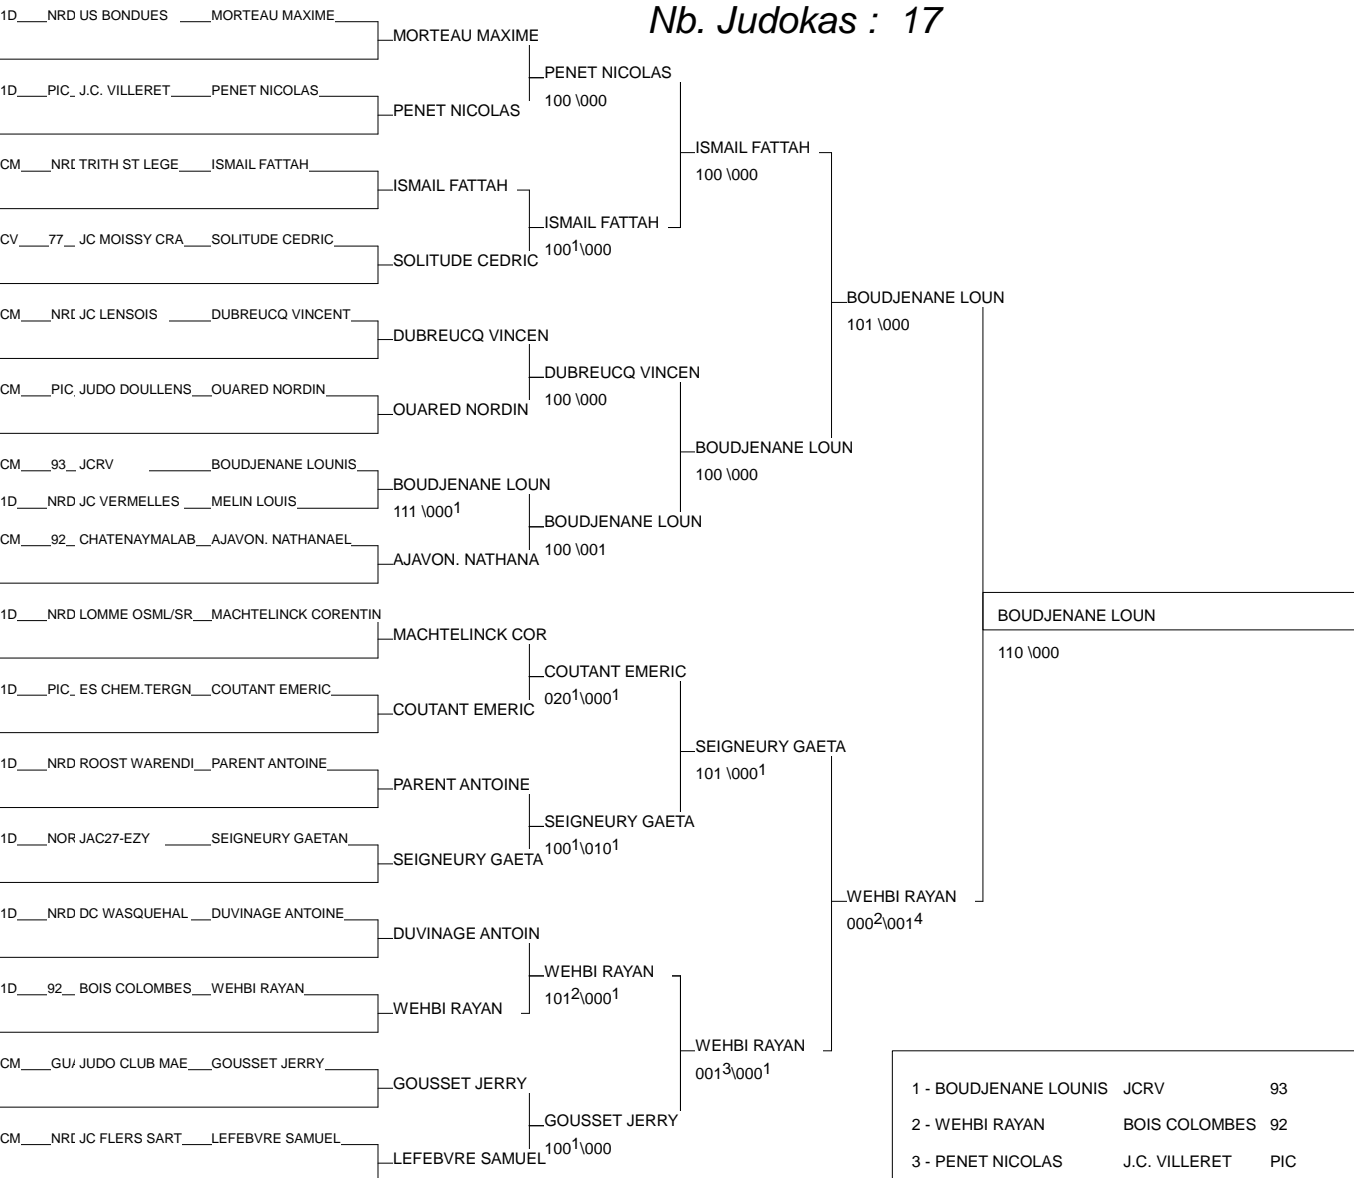 Nb. Judokas : 17
1D NRD US BONDUES MORTEAU MAXIME
MORTEAU MAXIME
PENET NICOLAS
100 \000
1D PIC J.C. VILLERET PENET NICOLAS
PENET NICOLAS
ISMAIL FATTAH
100 \000
CM NRD TRITH ST LEGE ISMAIL FATTAH
ISMAIL FATTAH
ISMAIL FATTAH
100¹\000
CV 77 JC MOISSY CRA SOLITUDE CEDRIC
SOLITUDE CEDRIC
BOUDJENANE LOUN
101 \000
CM NRD JC LENSOIS DUBREUCQ VINCENT
DUBREUCQ VINCEN
DUBREUCQ VINCEN
100 \000
CM PIC JUDO DOULLENS OUARED NORDIN
OUARED NORDIN
BOUDJENANE LOUN
100 \000
CM 93 JCRV BOUDJENANE LOUNIS
BOUDJENANE LOUN
111 \000¹
1D NRD JC VERMELLES MELIN LOUIS
BOUDJENANE LOUN
100 \001
CM 92 CHATENAYMALAB AJAVON. NATHANAEL
AJAVON. NATHANA
1D NRD LOMME OSML/SR MACHTELINCK CORENTIN
BOUDJENANE LOUN
110 \000
MACHTELINCK COR
COUTANT EMERIC
020¹\000¹
1D PIC ES CHEM.TERGN COUTANT EMERIC
COUTANT EMERIC
SEIGNEURY GAETA
101 \000¹
1D NRD ROOST WARENDI PARENT ANTOINE
PARENT ANTOINE
SEIGNEURY GAETA
100¹\010¹
1D NOR JAC27-EZY SEIGNEURY GAETAN
SEIGNEURY GAETA
WEHBI RAYAN
000²\001⁴
1D NRD DC WASQUEHAL DUVINAGE ANTOINE
DUVINAGE ANTOIN
WEHBI RAYAN
101²\000¹
1D 92 BOIS COLOMBES WEHBI RAYAN
WEHBI RAYAN
WEHBI RAYAN
001³\000¹
CM GU JUDO CLUB MAE GOUSSET JERRY
GOUSSET JERRY
GOUSSET JERRY
100¹\000
CM NRD JC FLERS SART LEFEBVRE SAMUEL
LEFEBVRE SAMUEL
1 - BOUDJENANE LOUNIS JCRV 93
2 - WEHBI RAYAN BOIS COLOMBES 92
3 - PENET NICOLAS J.C. VILLERET PIC